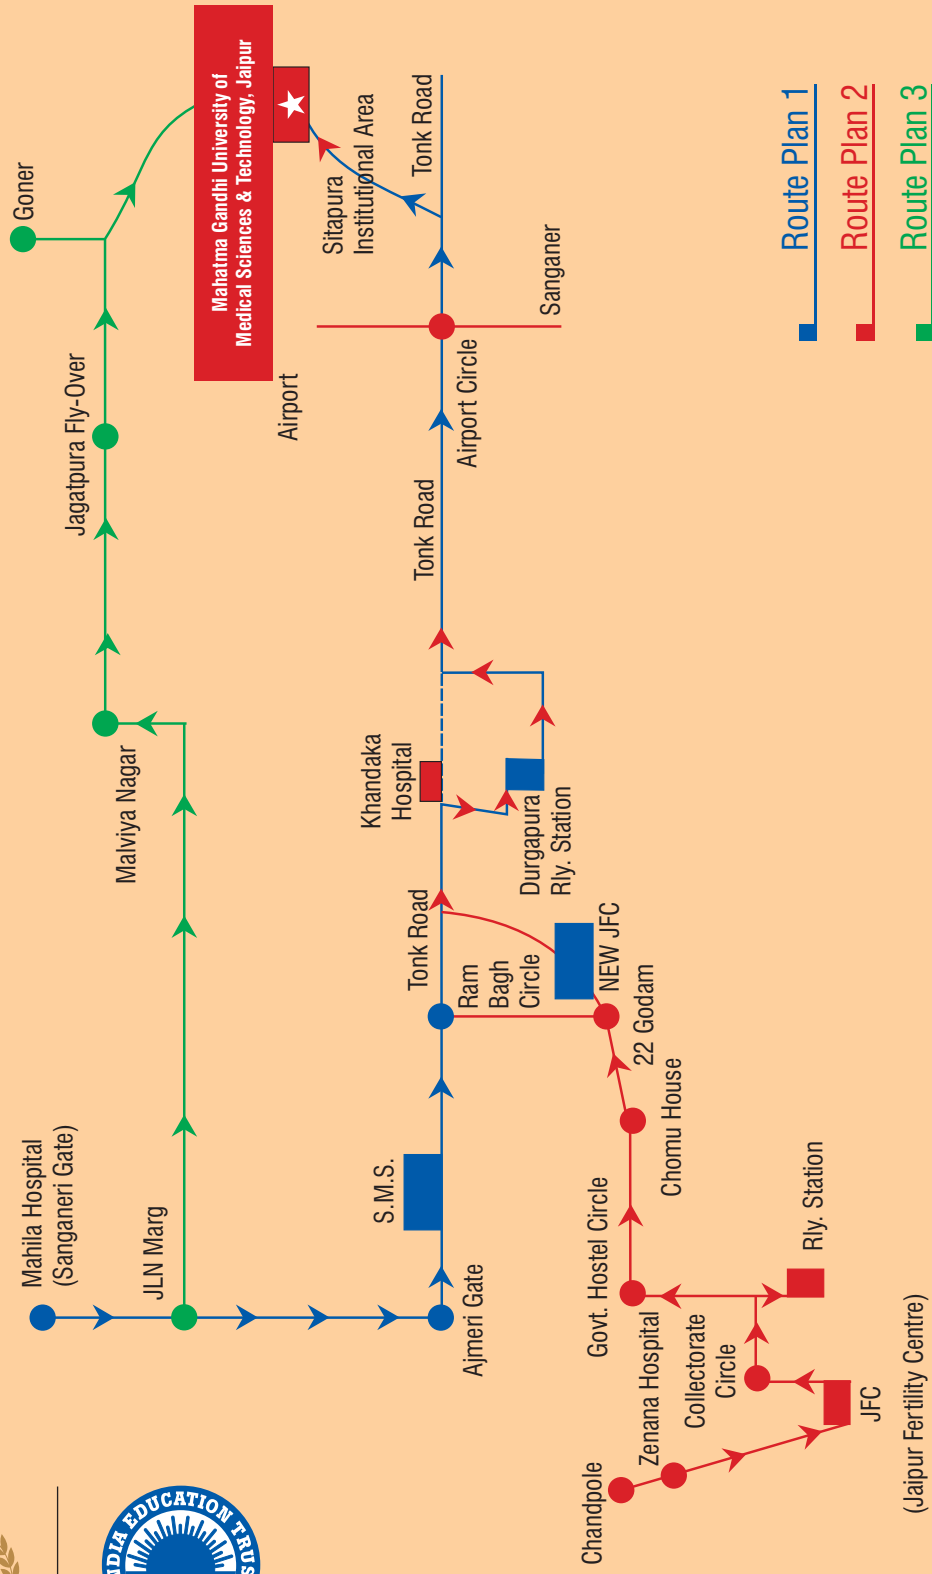 Goner
Mahila Hospital
(Sanganeri Gate)
Jagatpura Fly-Over
DIA EDUCATION TRUS
Malviya Nagar
JLN Marg
Mahatma Gandhi University of
Medical Sciences & Technology, Jaipur
Airport
Sitapura
Institutional Area
Khandaka
Hospital
S.M.S.
Tonk Road
Tonk Road
Tonk Road
Ajmeri Gate
Ram
Bagh
Circle
Airport Circle
Sanganer
Durgapura
Rly. Station
Chandpole
Govt. Hostel Circle
NEW JFC
22 Godam
Zenana Hospital
Chomu House
Collectorate
Circle
Rly. Station
JFC
(Jaipur Fertility Centre)
Route Plan 1
Route Plan 2
Route Plan 3